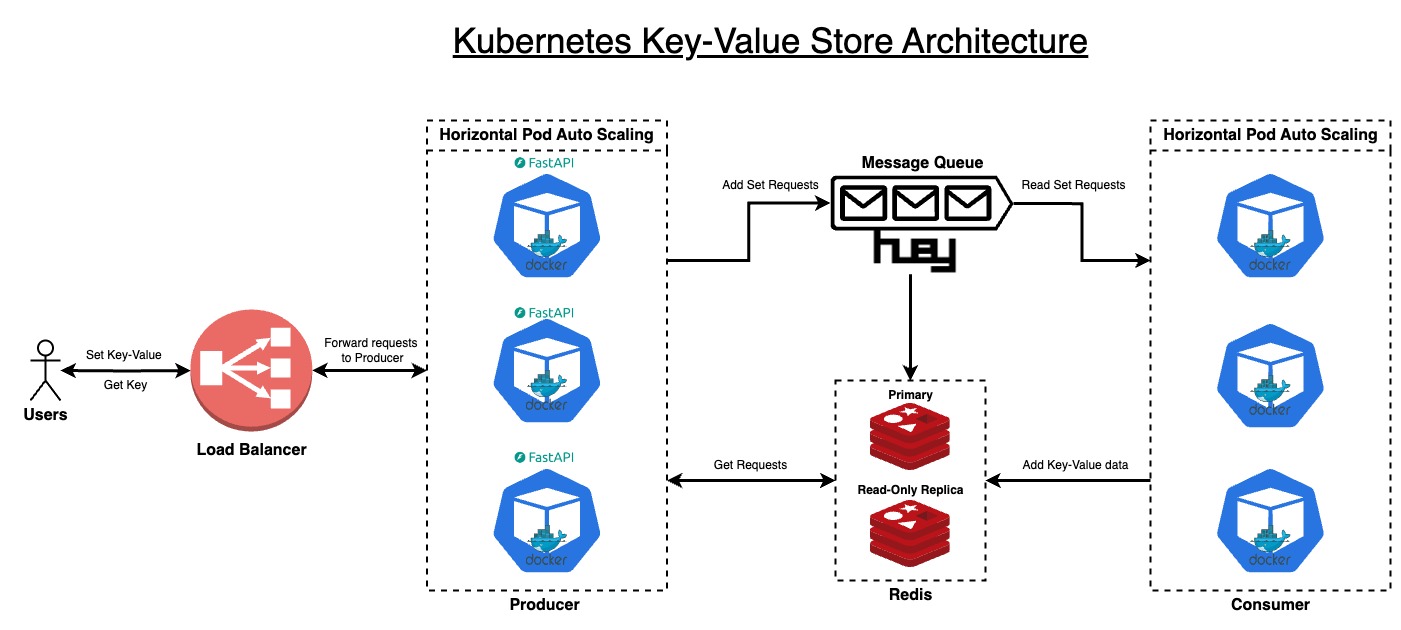 Kubernetes Key-Value Store Architecture
Horizontal Pod Auto Scaling
FastAPI
docker
FastAPI
docker
FastAPI
docker
Producer
Set Key-Value
Get Key
Users
Load Balancer
Forward requests
to Producer
Add Set Requests
Message Queue
huey
Read Set Requests
Get Requests
Primary
Read-Only Replica
Redis
Add Key-Value data
Horizontal Pod Auto Scaling
docker
docker
docker
Consumer